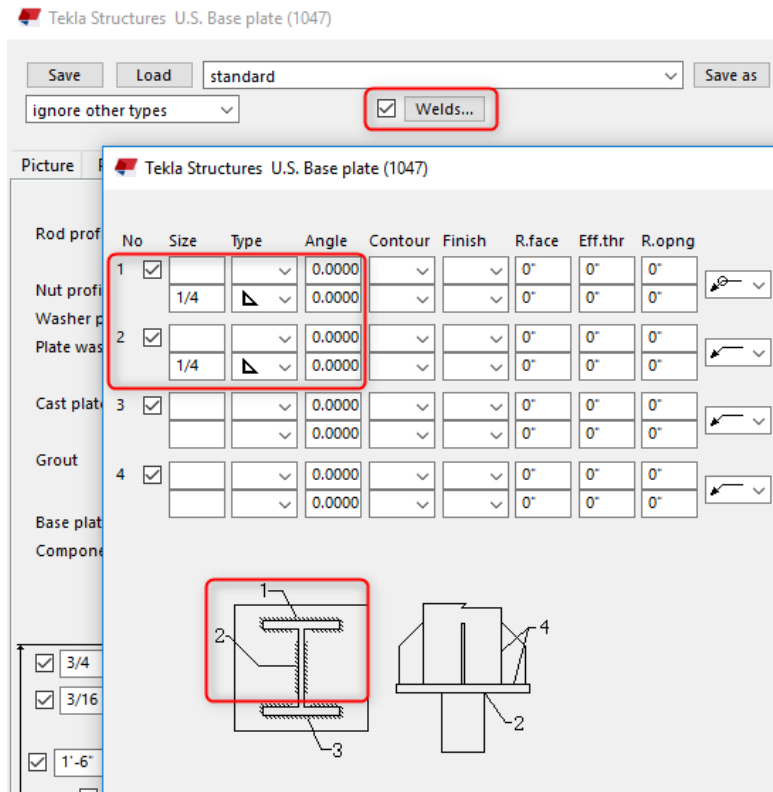 Tekla Structures U.S. Base plate (1047)
Save Load standard Save as
ignore other types Welds...
Picture
Tekla Structures U.S. Base plate (1047)
Rod prof
No Size Type Angle Contour Finish R.face Eff.thr R.opng
1 0.0000 0" 0" 0"
Nut profi
1/4 0.0000 0" 0" 0"
Washer p
2 0.0000 0" 0" 0"
Plate was
1/4 0.0000 0" 0" 0"
Cast plat
3 0.0000 0" 0" 0"
0.0000 0" 0" 0"
Grout
4 0.0000 0" 0" 0"
0.0000 0" 0" 0"
Base plat
Compone
1
2
4
3/4
3/16
2
3
1'-6"